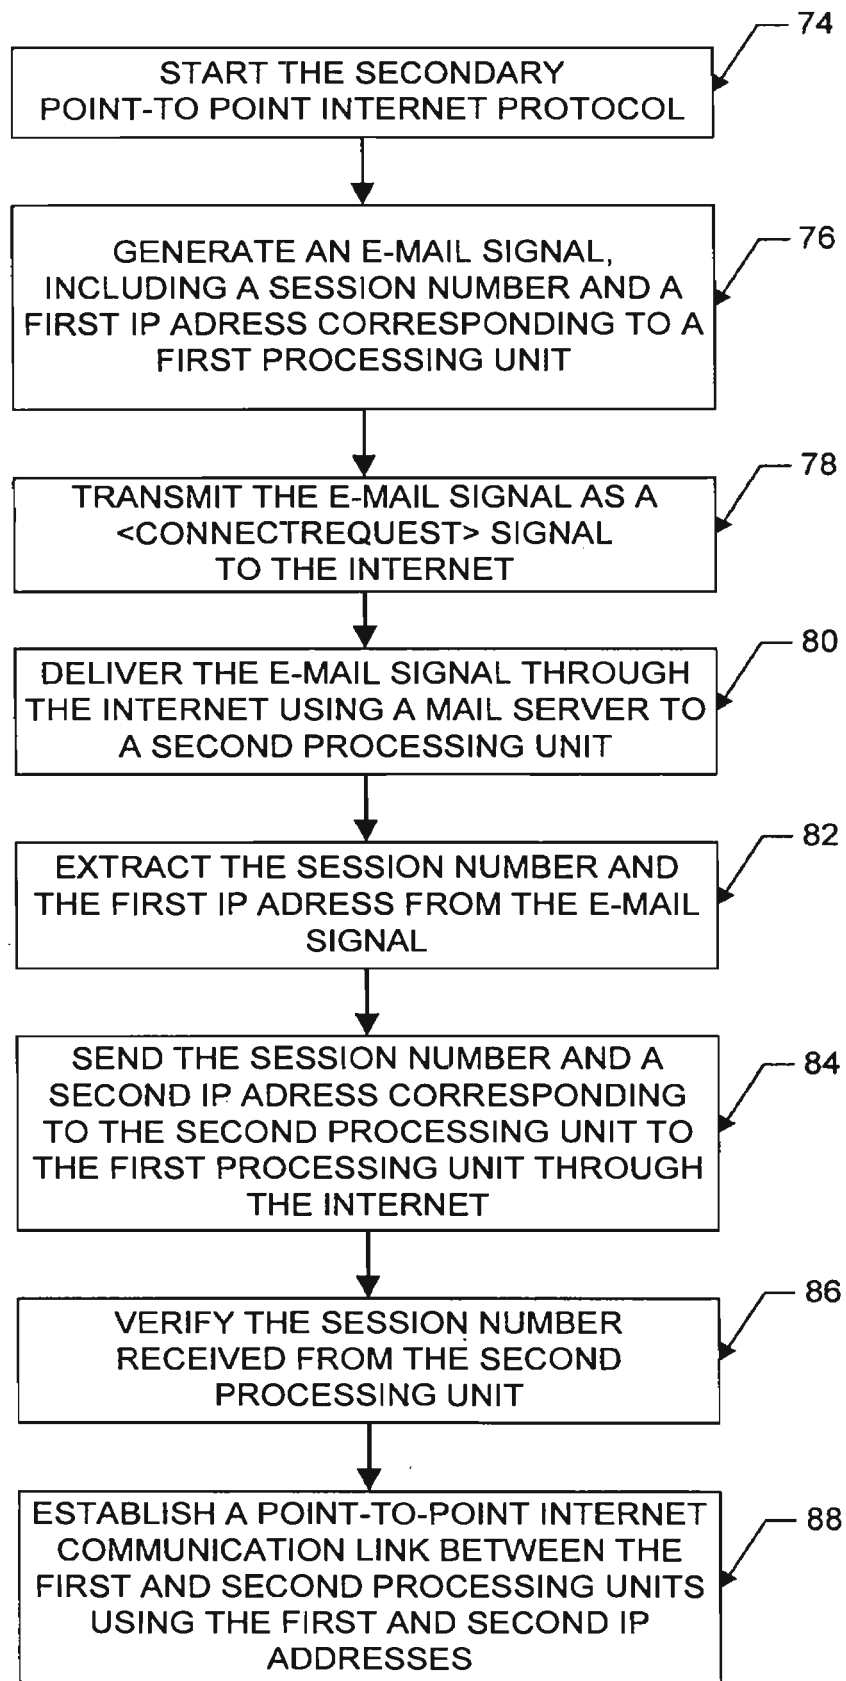 74
START THE SECONDARY
POINT-TO POINT INTERNET PROTOCOL
76
GENERATE AN E-MAIL SIGNAL,
INCLUDING A SESSION NUMBER AND A
FIRST IP ADRESS CORRESPONDING TO A
FIRST PROCESSING UNIT
78
TRANSMIT THE E-MAIL SIGNAL AS A
<CONNECTREQUEST> SIGNAL
TO THE INTERNET
80
DELIVER THE E-MAIL SIGNAL THROUGH
THE INTERNET USING A MAIL SERVER TO
A SECOND PROCESSING UNIT
82
EXTRACT THE SESSION NUMBER AND
THE FIRST IP ADRESS FROM THE E-MAIL
SIGNAL
84
SEND THE SESSION NUMBER AND A
SECOND IP ADRESS CORRESPONDING
TO THE SECOND PROCESSING UNIT TO
THE FIRST PROCESSING UNIT THROUGH
THE INTERNET
86
VERIFY THE SESSION NUMBER
RECEIVED FROM THE SECOND
PROCESSING UNIT
88
ESTABLISH A POINT-TO-POINT INTERNET
COMMUNICATION LINK BETWEEN THE
FIRST AND SECOND PROCESSING UNITS
USING THE FIRST AND SECOND IP
ADDRESSES